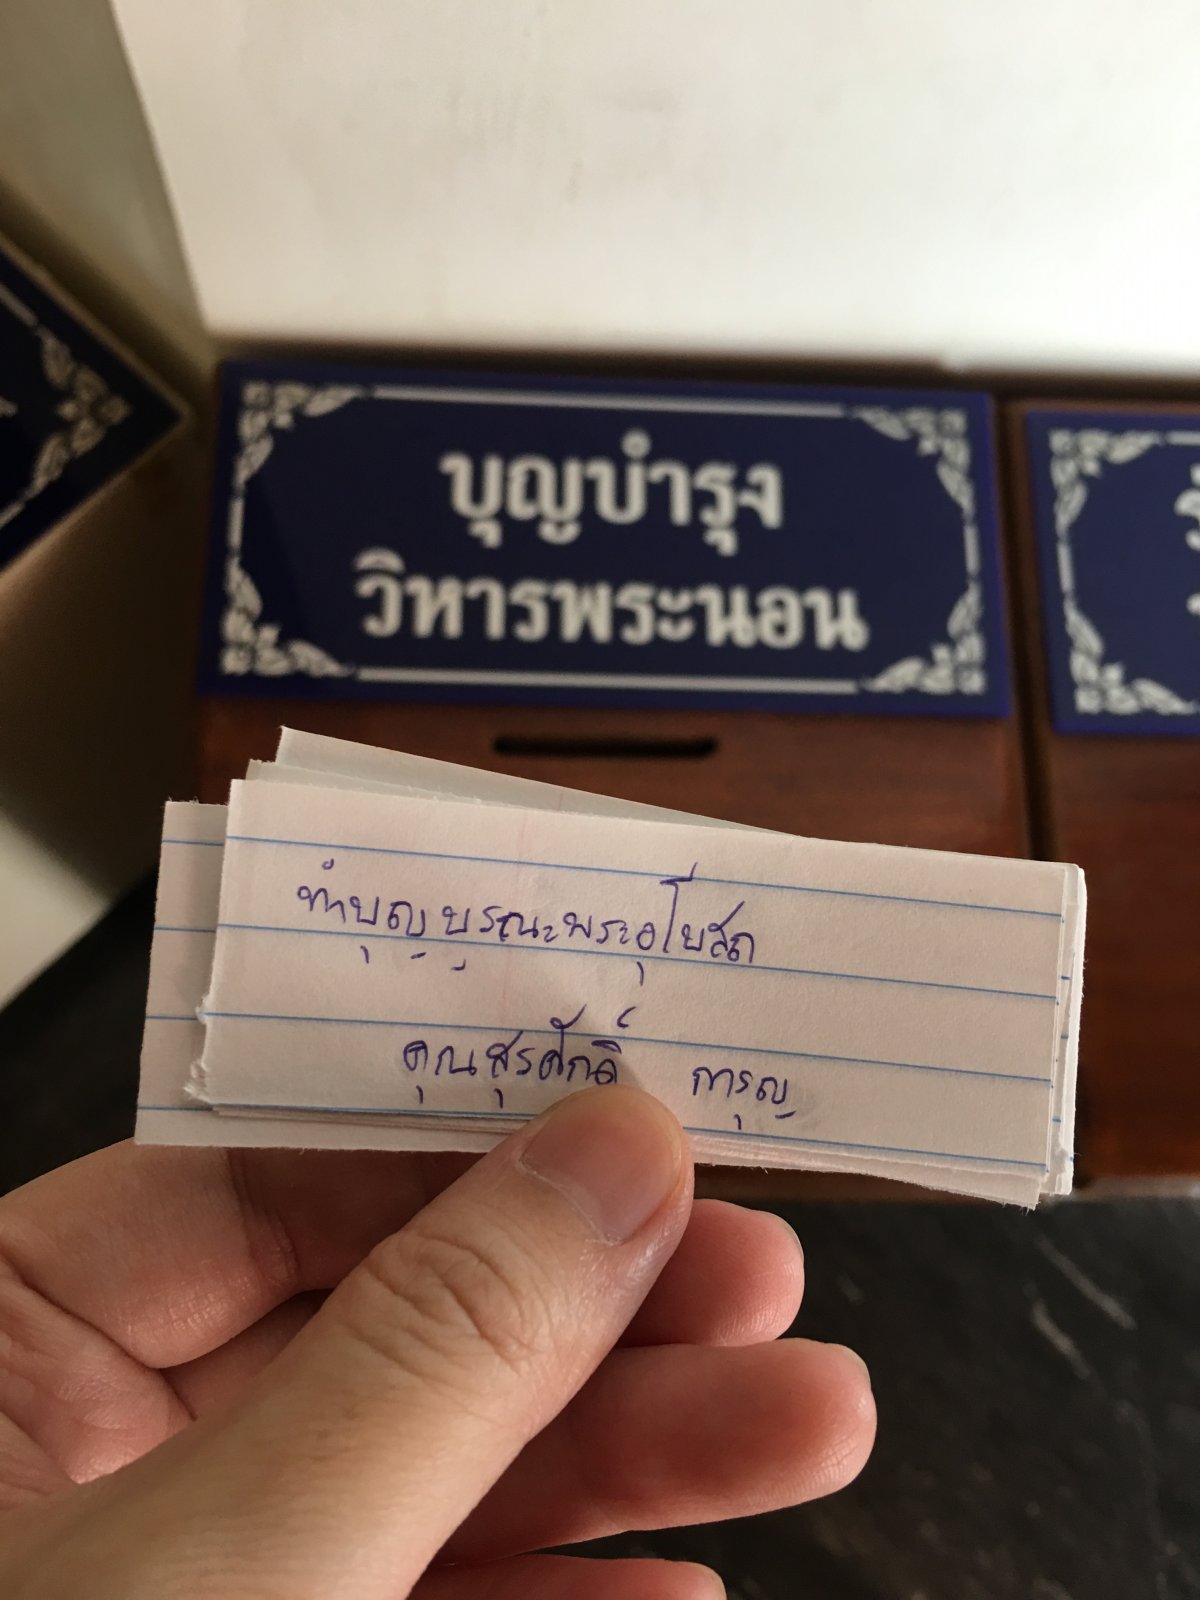 บุญบำรุง
วิหารพระนอน
ทำบุญบูรณะพระอุโบสถ
คุณสุรศักดิ์ การุญ